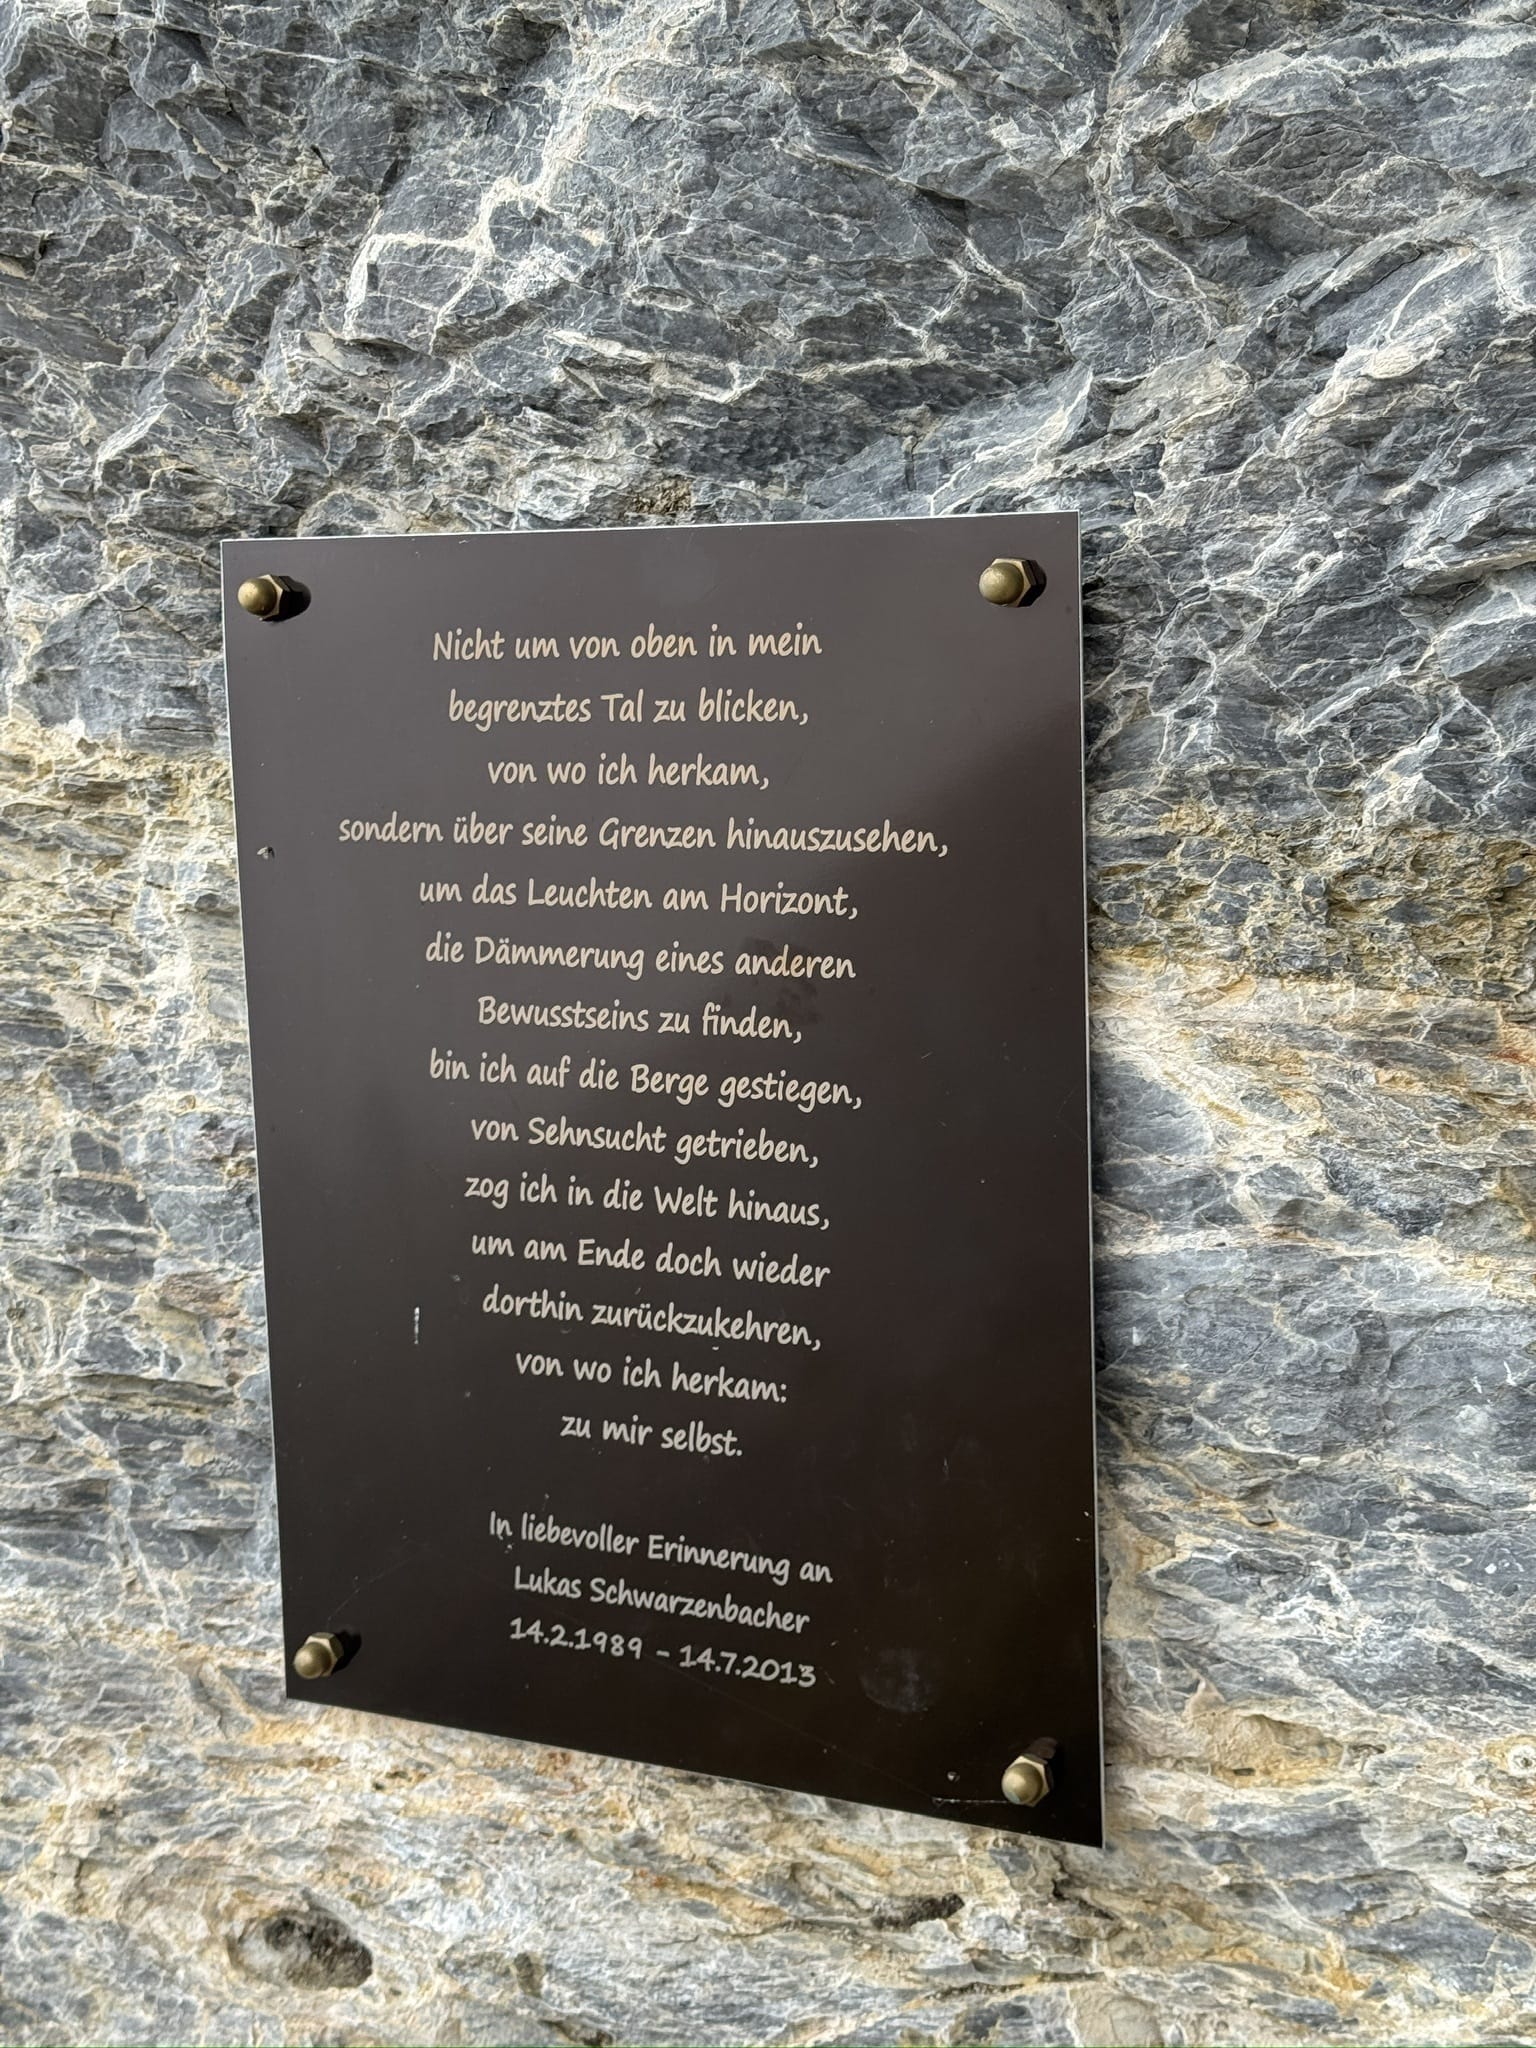 Nicht um von oben in mein
begrenztes Tal zu blicken,
von wo ich herkam,
sondern über seine Grenzen hinauszusehen,
um das Leuchten am Horizont,
die Dämmerung eines anderen
Bewusstseins zu finden,
bin ich auf die Berge gestiegen,
von Sehnsucht getrieben,
zog ich in die Welt hinaus,
um am Ende doch wieder
dorthin zurückzukehren,
von wo ich herkam:
zu mir selbst.
In liebevoller Erinnerung an
Lukas Schwarzenbacher
14.2.1989 - 14.7.2013